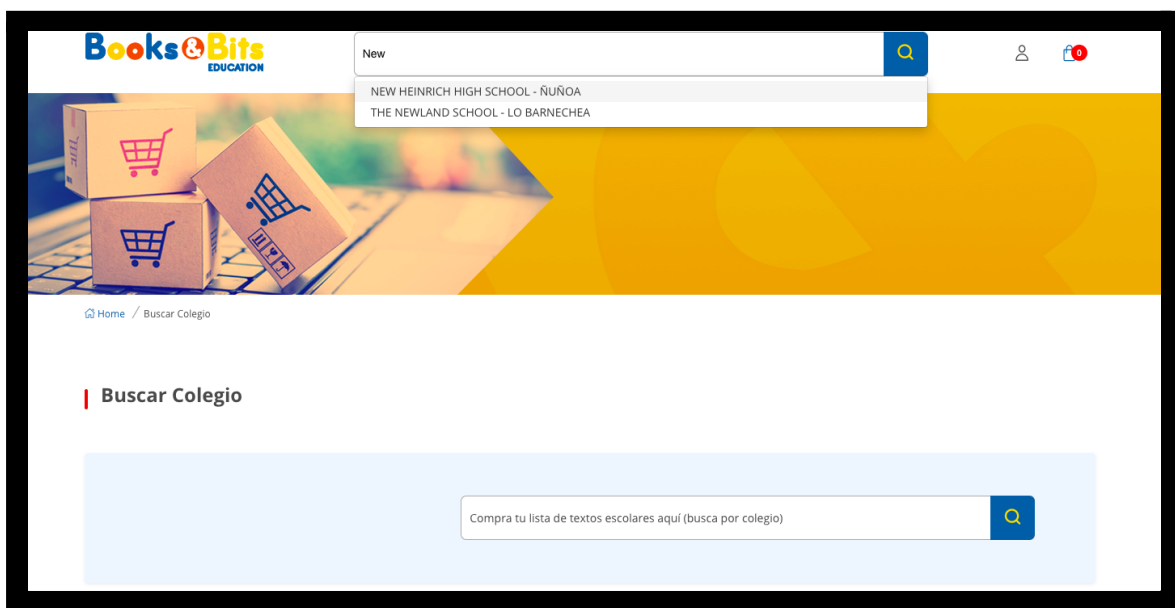 Books&Bits
EDUCATION
New
0
NEW HEINRICH HIGH SCHOOL - ÑUÑOA
THE NEWLAND SCHOOL - LO BARNECHEA
Home / Buscar Colegio
Buscar Colegio
Compra tu lista de textos escolares aquí (busca por colegio)